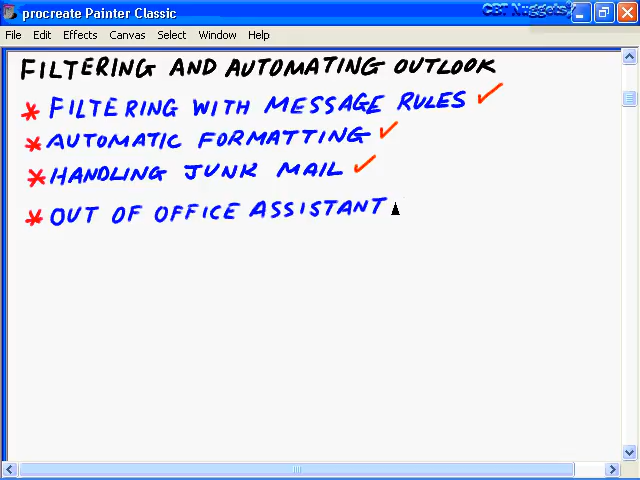 procreate Painter Classic
CBT Nuggets
File Edit Effects Canvas Select Window Help
FILTERING AND AUTOMATING OUTLOOK
* FILTERING WITH MESSAGE RULES ✓
* AUTOMATIC FORMATTING ✓
* HANDLING JUNK MAIL ✓
* OUT OF OFFICE ASSISTANT